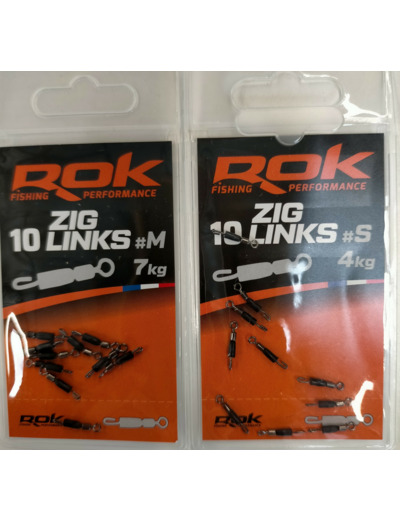 ROK
FISHING PERFORMANCE
ZIG
10 LINKS #M
7kg
ROK
ROK
FISHING PERFORMANCE
ZIG
10 LINKS #S
4kg
ROK